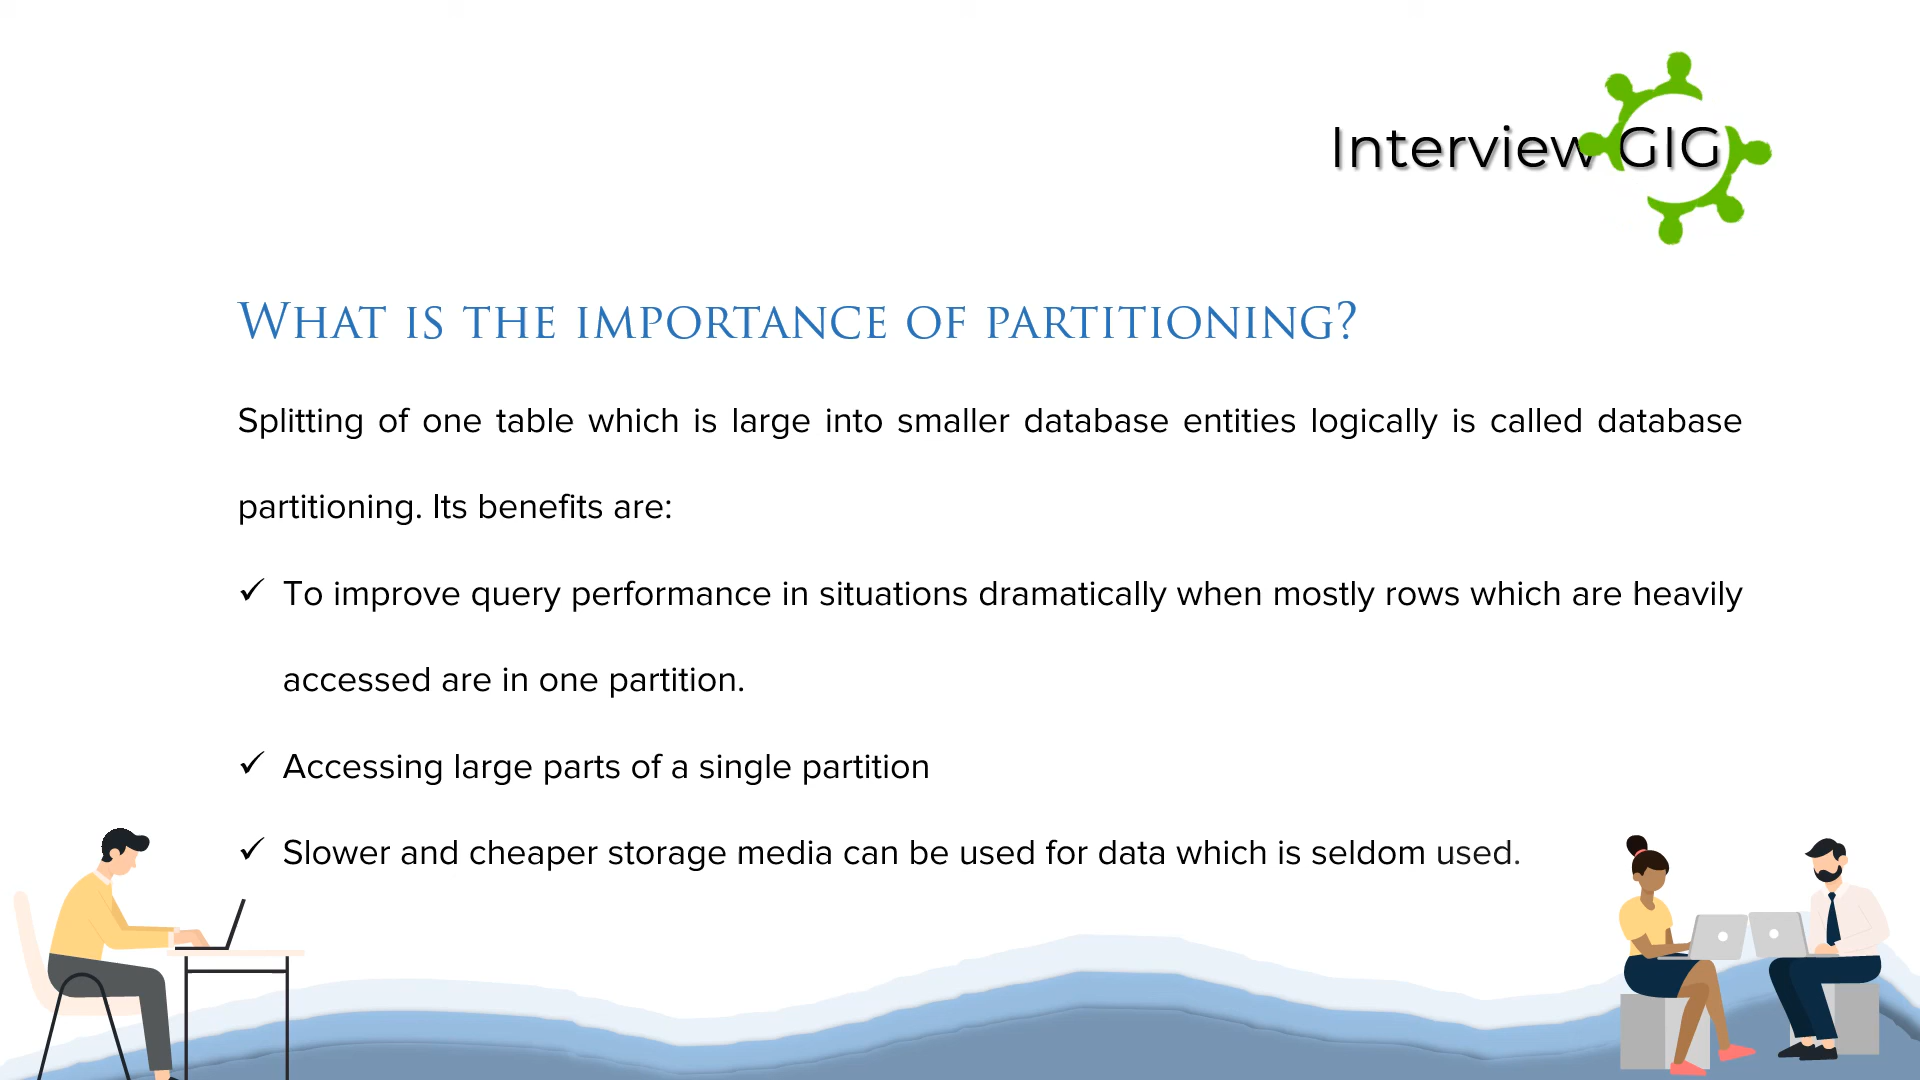 Interview GIG
What is the importance of partitioning?
Splitting of one table which is large into smaller database entities logically is called database
partitioning. Its benefits are:
✓ To improve query performance in situations dramatically when mostly rows which are heavily
accessed are in one partition.
✓ Accessing large parts of a single partition
✓ Slower and cheaper storage media can be used for data which is seldom used.